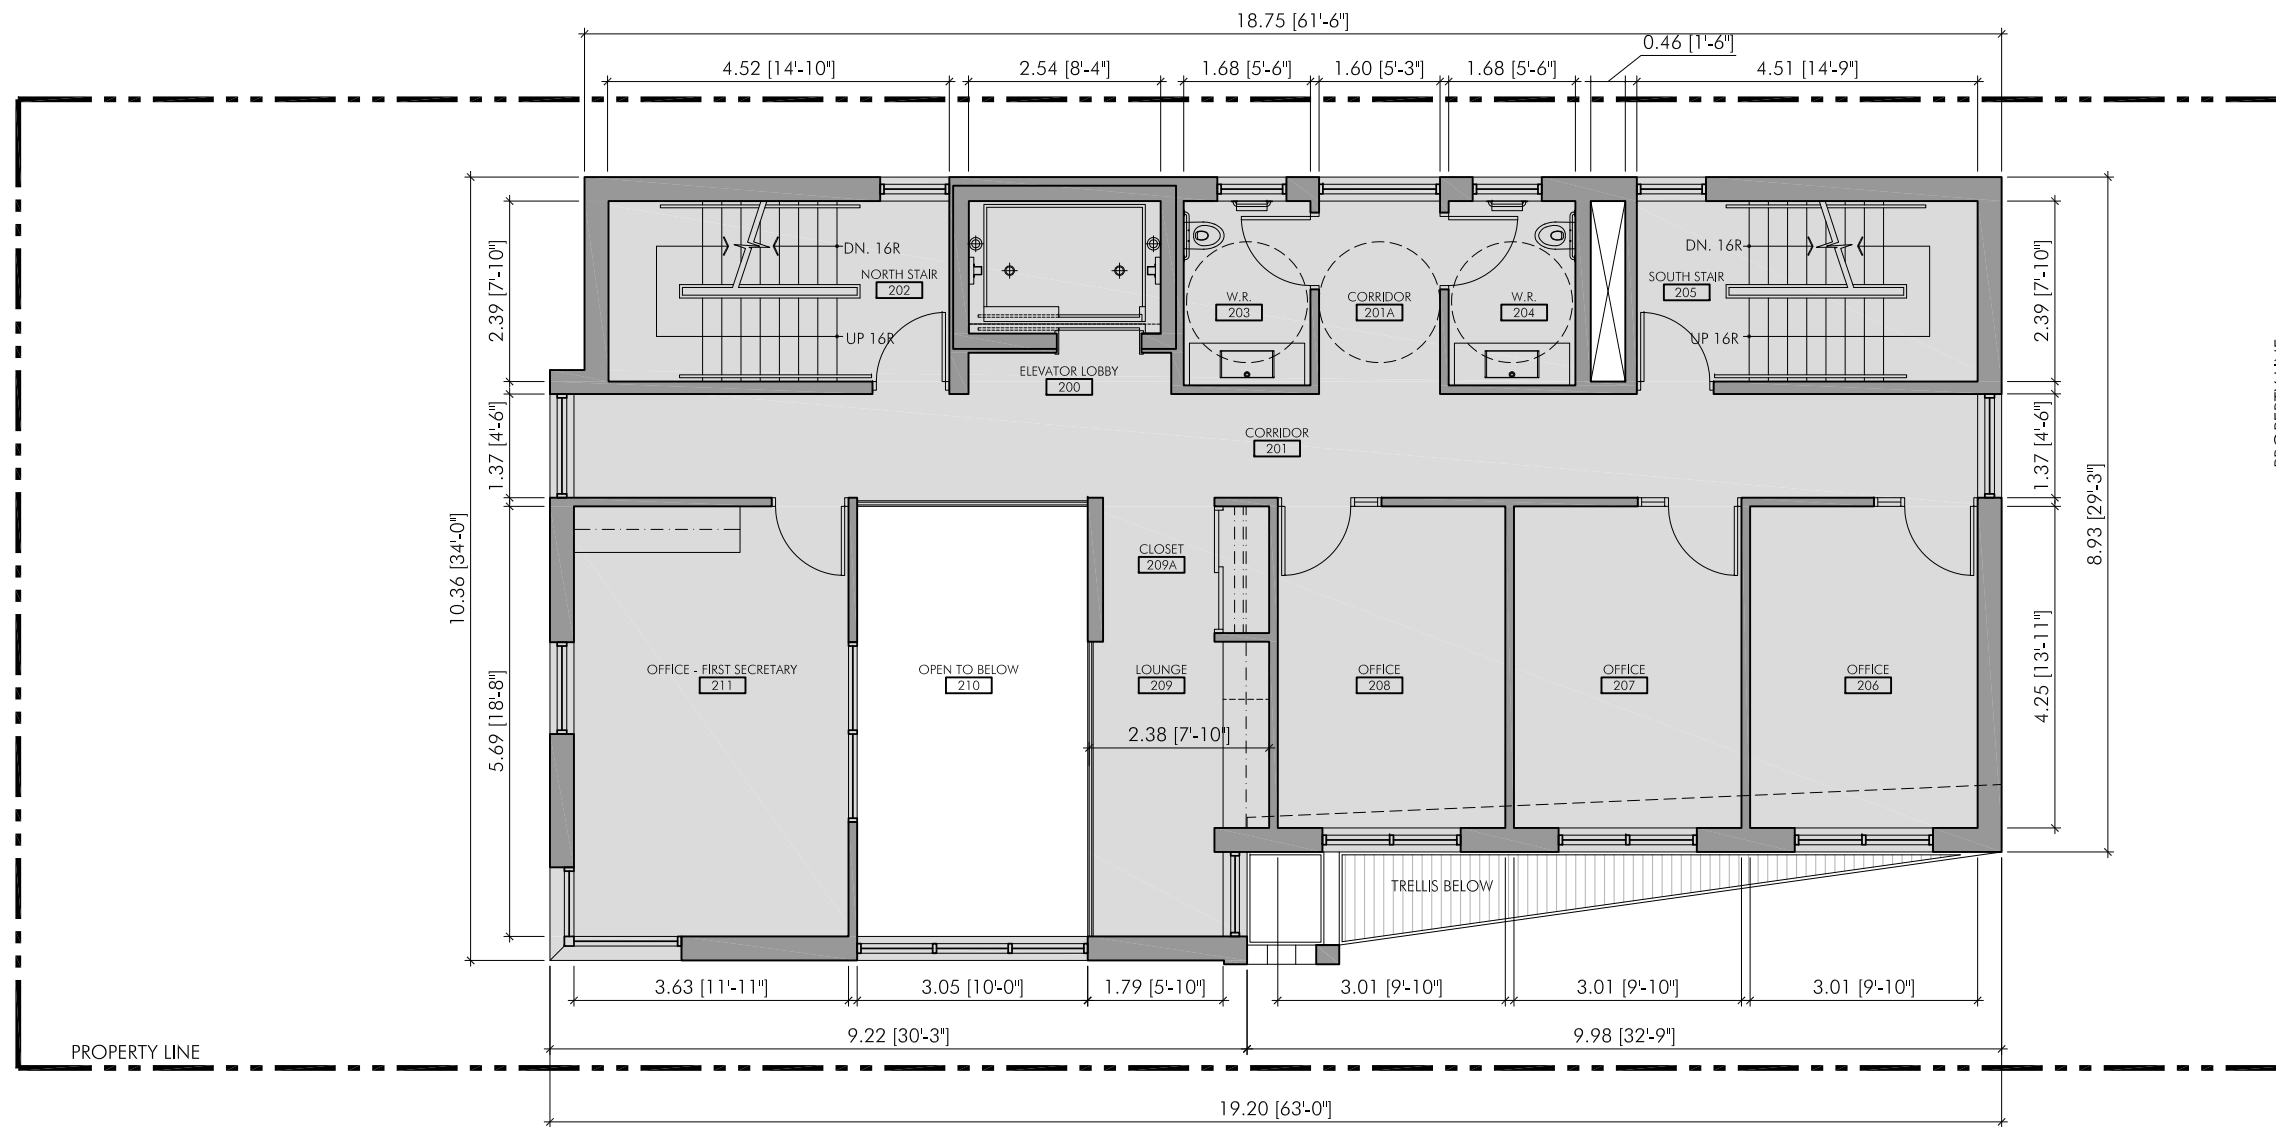 18.75 [61'-6"]
0.46 [1'-6"]
4.52 [14'-10"]
2.54 [8'-4"]
1.68 [5'-6"]
1.60 [5'-3"]
1.68 [5'-6"]
4.51 [14'-9"]
2.39 [7'-10"]
DN. 16R
NORTH STAIR
202
UP 16R
ELEVATOR LOBBY
200
W.R.
203
CORRIDOR
201A
W.R.
204
DN. 16R
SOUTH STAIR
205
UP 16R
2.39 [7'-10"]
1.37 [4'-6"]
CORRIDOR
201
1.37 [4'-6"]
10.36 [34'-0"]
8.93 [29'-3"]
PROPERTY LINE
CLOSET
209A
OFFICE - FIRST SECRETARY
211
OPEN TO BELOW
210
LOUNGE
209
OFFICE
208
OFFICE
207
OFFICE
206
5.69 [18'-8"]
2.38 [7'-10"]
4.25 [13'-11"]
TRELLIS BELOW
3.63 [11'-11"]
3.05 [10'-0"]
1.79 [5'-10"]
3.01 [9'-10"]
3.01 [9'-10"]
3.01 [9'-10"]
9.22 [30'-3"]
9.98 [32'-9"]
PROPERTY LINE
19.20 [63'-0"]